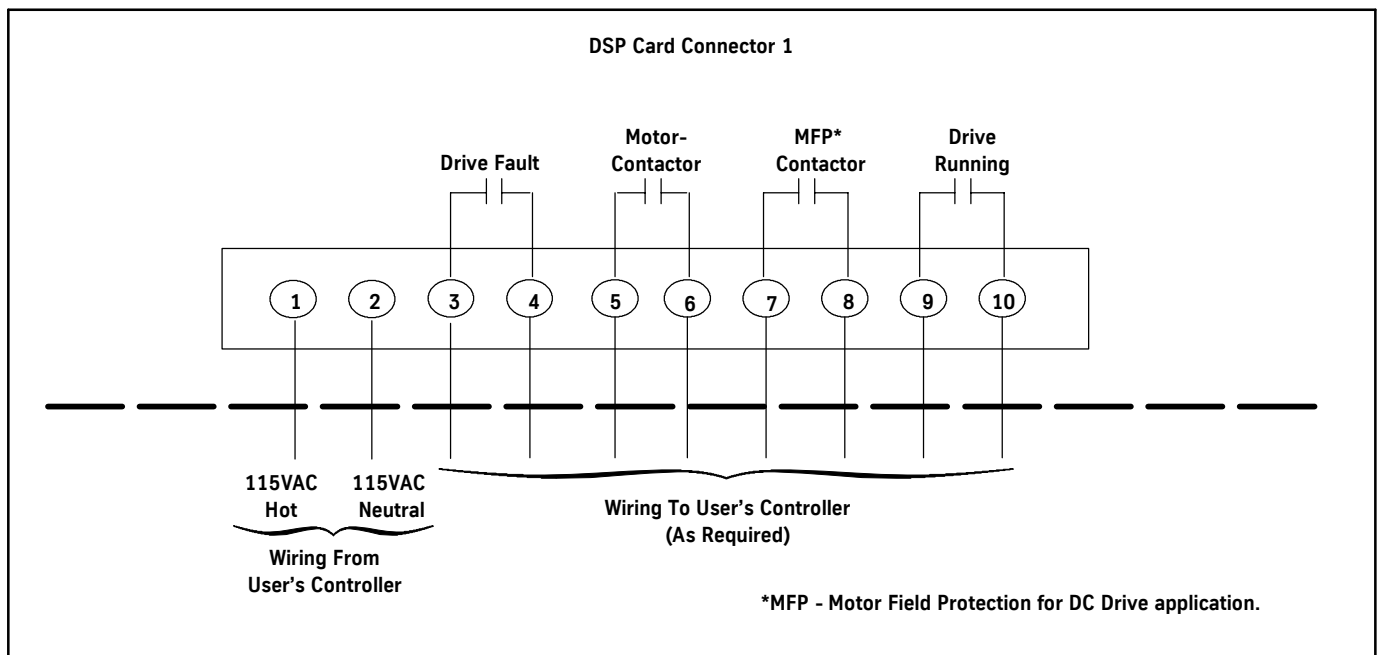 DSP Card Connector 1
Drive Fault
Motor-
Contactor
MFP*
Contactor
Drive
Running
1 2 3 4 5 6 7 8 9 10
115VAC
Hot
115VAC
Neutral
Wiring From
User's Controller
Wiring To User's Controller
(As Required)
*MFP - Motor Field Protection for DC Drive application.